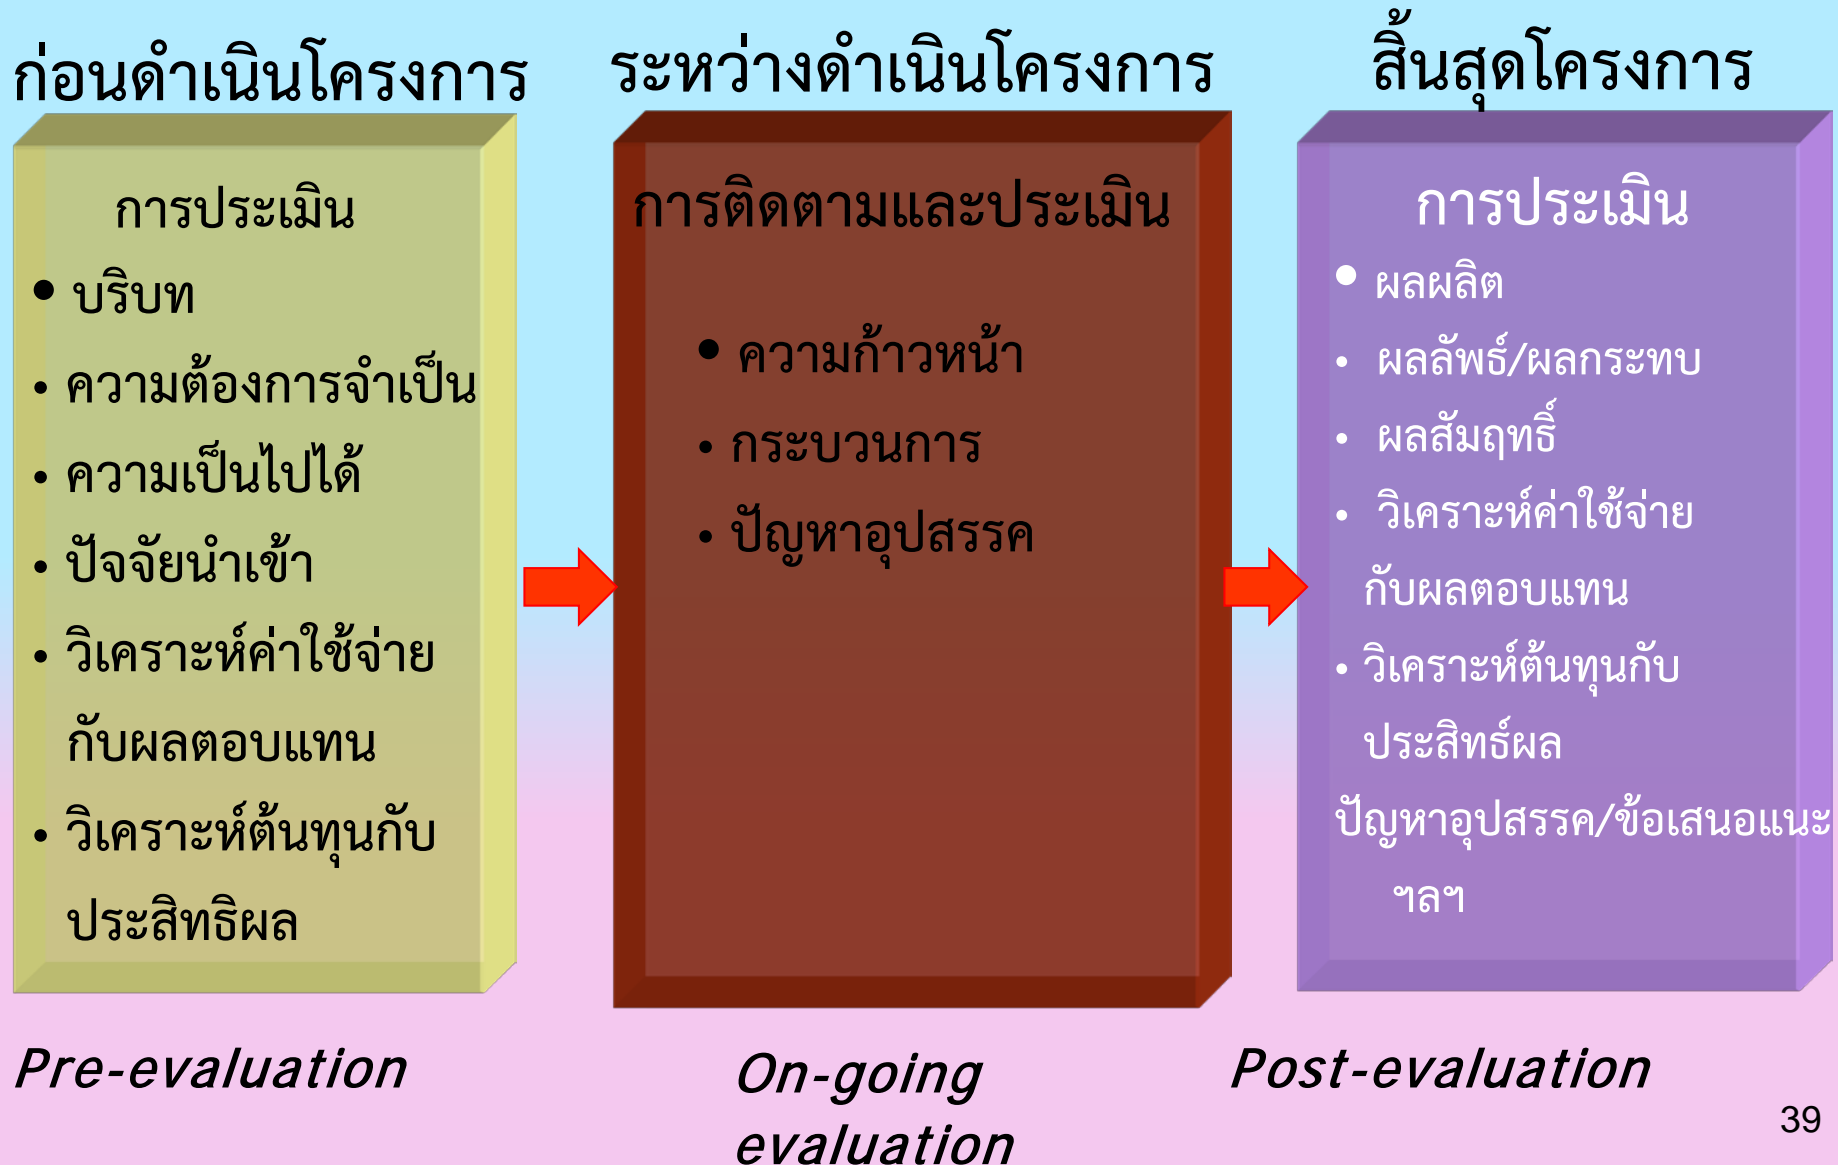 ก่อนดำเนินโครงการ
การประเมิน
• บริบท
• ความต้องการจำเป็น
• ความเป็นไปได้
• ปัจจัยนำเข้า
• วิเคราะห์ค่าใช้จ่าย
กับผลตอบแทน
• วิเคราะห์ต้นทุนกับ
ประสิทธิผล
Pre-evaluation
ระหว่างดำเนินโครงการ
การติดตามและประเมิน
• ความก้าวหน้า
• กระบวนการ
• ปัญหาอุปสรรค
On-going
evaluation
สิ้นสุดโครงการ
การประเมิน
• ผลผลิต
• ผลลัพธ์/ผลกระทบ
• ผลสัมฤทธิ์
• วิเคราะห์ค่าใช้จ่าย
กับผลตอบแทน
• วิเคราะห์ต้นทุนกับ
ประสิทธ์ผล
ปัญหาอุปสรรค/ข้อเสนอแนะ
ฯลฯ
Post-evaluation
39